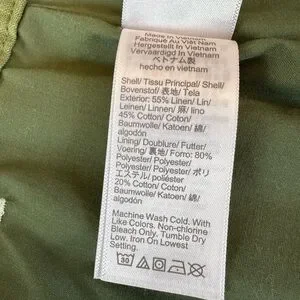 Made in Vietnam
Fabriqué Au Viet Nam
Hergestellt In Vietnam
Vervaardigd In Vietnam
ベトナム製
hecho en Vietnam
Shell/Tissu Principal/Shell/
Bovenstof/ 表地/ Tela
Exterior: 55% Linen/ Lin/
Leinen/ Linnen/ 麻/ lino
45% Cotton/ Coton/
Baumwolle/ Katoen/ 綿/
algodón
Lining/ Doublure/ Futter/
Voering/ 裏地/ Forro: 80%
Polyester/ Polyester/
Polyester/ Polyester/ ポリ
エステル/ poliéster
20% Cotton/ Coton/
Baumwolle/ Katoen/ 綿/
algodón
Machine Wash Cold. With
Like Colors. Non-chlorine
Bleach Only. Tumble Dry
Low. Iron On Lowest
Setting.
30